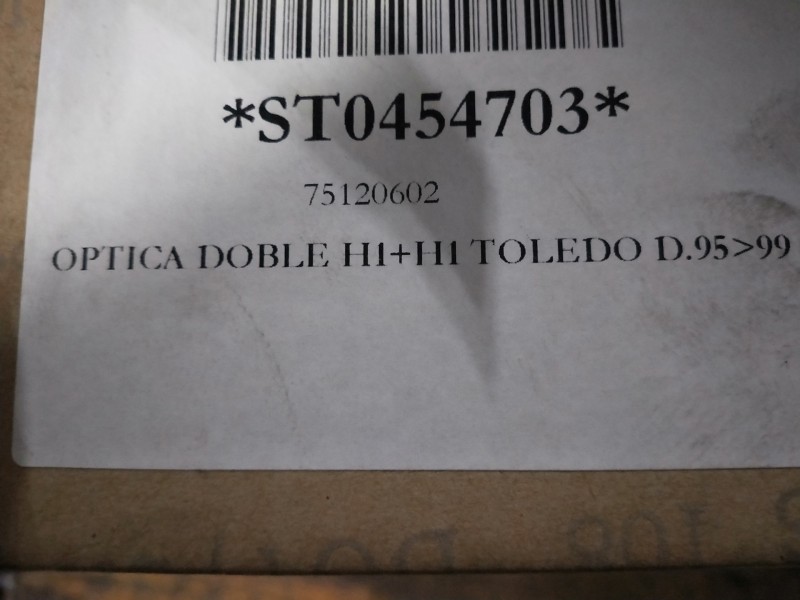 *ST0454703*
75120602
OPTICA DOBLE H1+H1 TOLEDO D.95>99